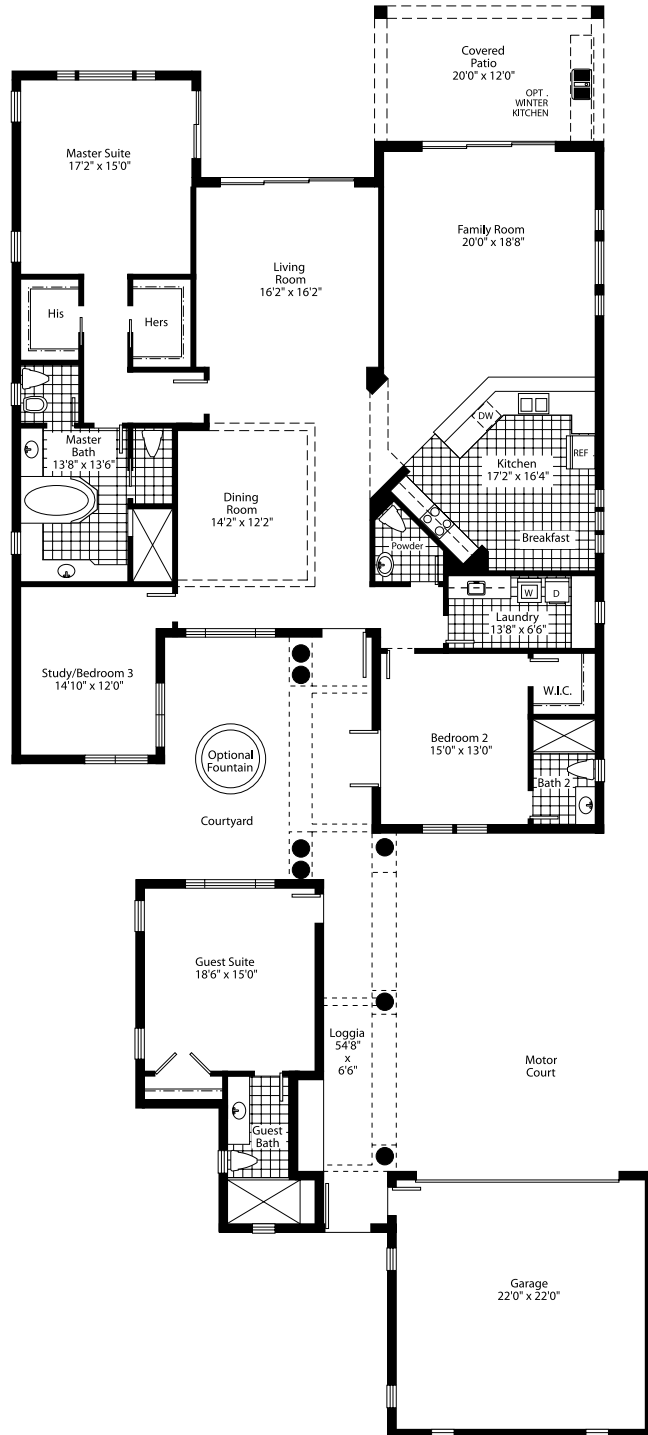 Covered
Patio
20'0" x 12'0"
OPT .
WINTER
KITCHEN
Master Suite
17'2" x 15'0"
Family Room
20'0" x 18'8"
Living
Room
16'2" x 16'2"
His
Hers
DW
REF
Master
Bath
13'8" x 13'6"
Kitchen
17'2" x 16'4"
Dining
Room
14'2" x 12'2"
Breakfast
Powder
W
D
Laundry
13'8" x 6'6"
Study/Bedroom 3
14'10" x 12'0"
W.I.C.
Bedroom 2
15'0" x 13'0"
Optional
Fountain
Bath 2
Courtyard
Guest Suite
18'6" x 15'0"
Loggia
54'8"
x
6'6"
Motor
Court
Guest
Bath
Garage
22'0" x 22'0"